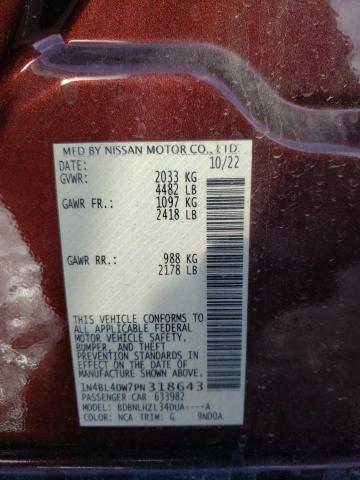 MFD BY NISSAN MOTOR CO., LTD.
DATE: 10/22
GVWR: 2033 KG
4482 LB
GAWR FR.: 1097 KG
2418 LB
GAWR RR.: 988 KG
2178 LB
THIS VEHICLE CONFORMS TO ALL
APPLICABLE FEDERAL MOTOR
VEHICLE SAFETY, BUMPER, AND
THEFT PREVENTION STANDARDS
IN EFFECT ON THE DATE OF
MANUFACTURE SHOWN ABOVE.
1N4BL4DW7PN318643
PASSENGER CAR 633982
MODEL: BDBNLHZL34DUA----A
COLOR: NCA TRIM: G 9N00A